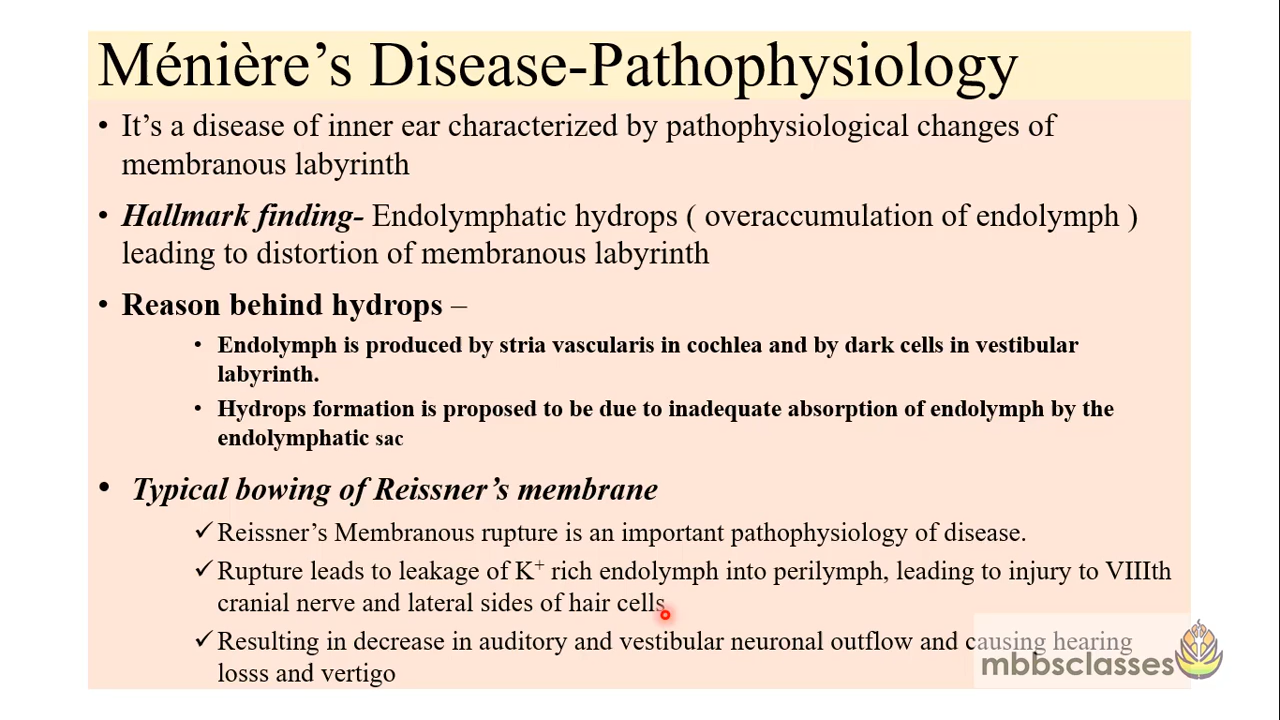 Ménière’s Disease-Pathophysiology
• It’s a disease of inner ear characterized by pathophysiological changes of
membranous labyrinth
• Hallmark finding- Endolymphatic hydrops ( overaccumulation of endolymph )
leading to distortion of membranous labyrinth
• Reason behind hydrops –
• Endolymph is produced by stria vascularis in cochlea and by dark cells in vestibular
labyrinth.
• Hydrops formation is proposed to be due to inadequate absorption of endolymph by the
endolymphatic sac
• Typical bowing of Reissner’s membrane
✓ Reissner’s Membranous rupture is an important pathophysiology of disease.
✓ Rupture leads to leakage of K⁺ rich endolymph into perilymph, leading to injury to VIIIth
cranial nerve and lateral sides of hair cells
✓ Resulting in decrease in auditory and vestibular neuronal outflow and causing hearing
losss and vertigo
mbbsclasses